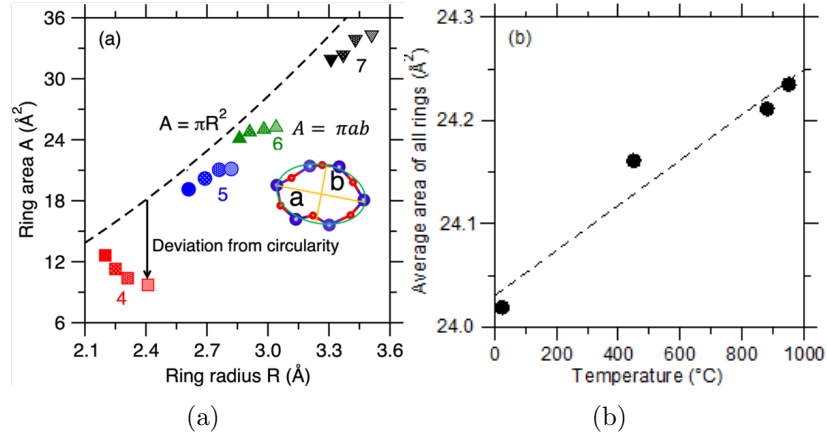 (a)
36
30
24
18
12
6
Ring area A (Å²)
A = πR²
A = πab
7
6
5
4
a
b
Deviation from circularity
2.1 2.4 2.7 3.0 3.3 3.6
Ring radius R (Å)
(a)
(b)
24.3
24.2
24.1
24.0
Average area of all rings (Å²)
0 200 400 600 800 1000
Temperature (°C)
(b)